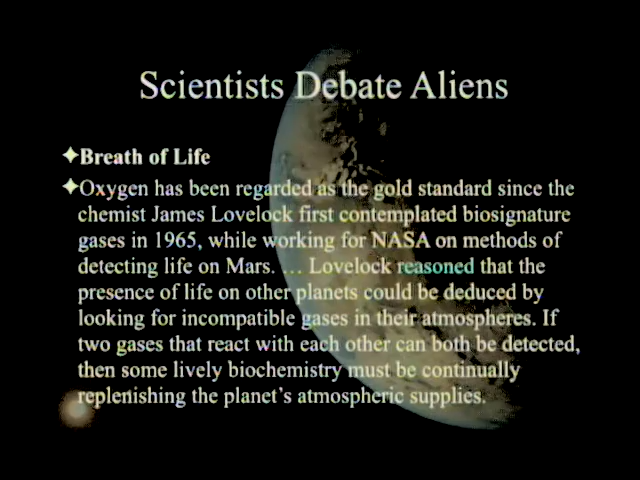 Scientists Debate Aliens
✦Breath of Life
✦Oxygen has been regarded as the gold standard since the
chemist James Lovelock first contemplated biosignature
gases in 1965, while working for NASA on methods of
detecting life on Mars. … Lovelock reasoned that the
presence of life on other planets could be deduced by
looking for incompatible gases in their atmospheres. If
two gases that react with each other can both be detected,
then some lively biochemistry must be continually
replenishing the planet’s atmospheric supplies.